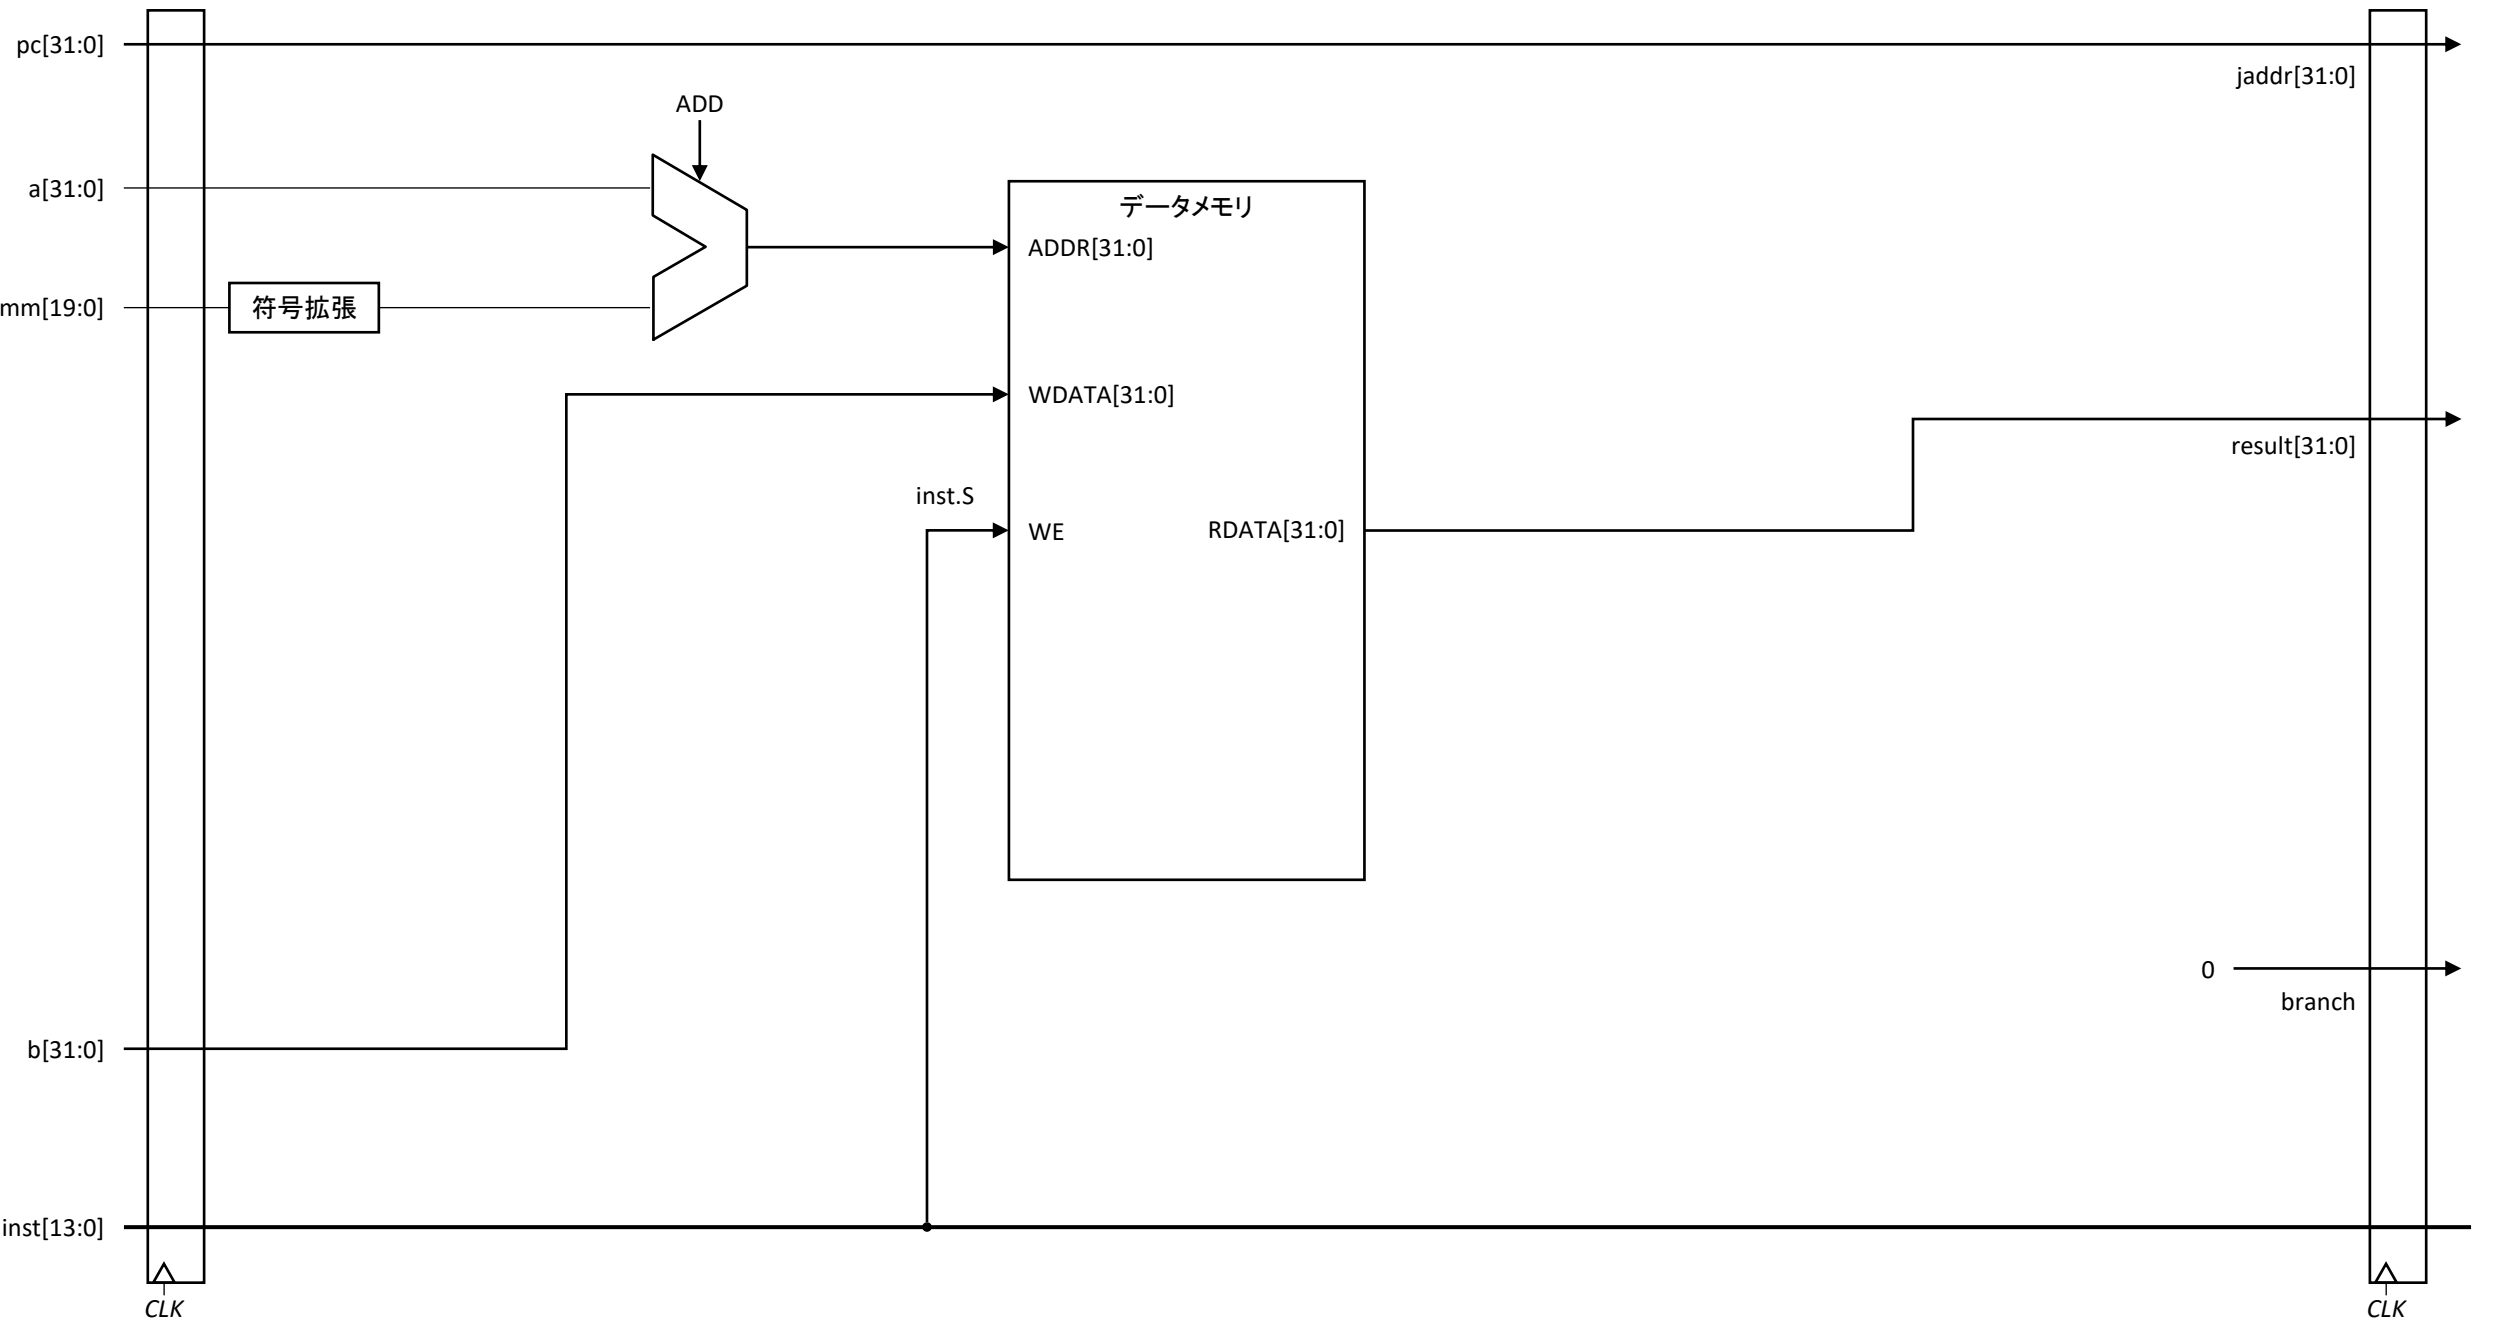 pc[31:0]
jaddr[31:0]
ADD
a[31:0]
データメモリ
ADDR[31:0]
mm[19:0]
符号拡張
WDATA[31:0]
result[31:0]
inst.S
WE
RDATA[31:0]
0
branch
b[31:0]
inst[13:0]
CLK
CLK